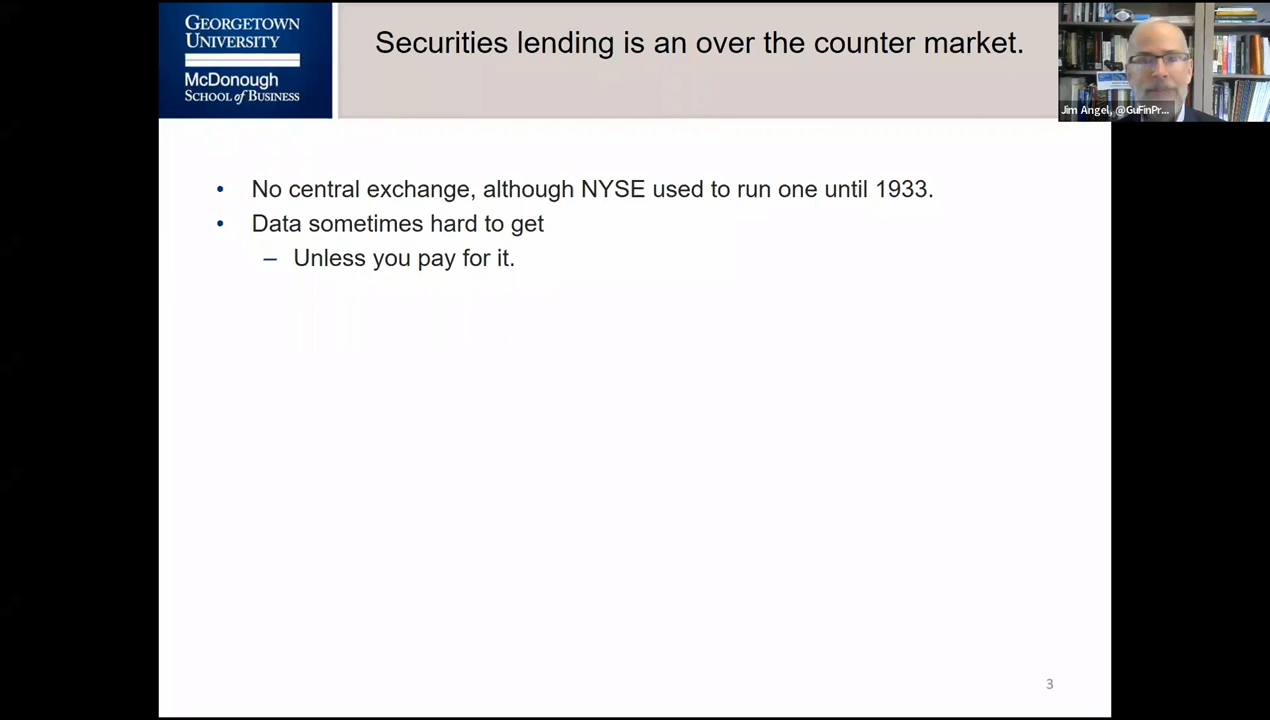 GEORGETOWN
UNIVERSITY
McDonough
SCHOOL of BUSINESS
Securities lending is an over the counter market.
Jim Angel, @GuFinPr...
• No central exchange, although NYSE used to run one until 1933.
• Data sometimes hard to get
– Unless you pay for it.
3